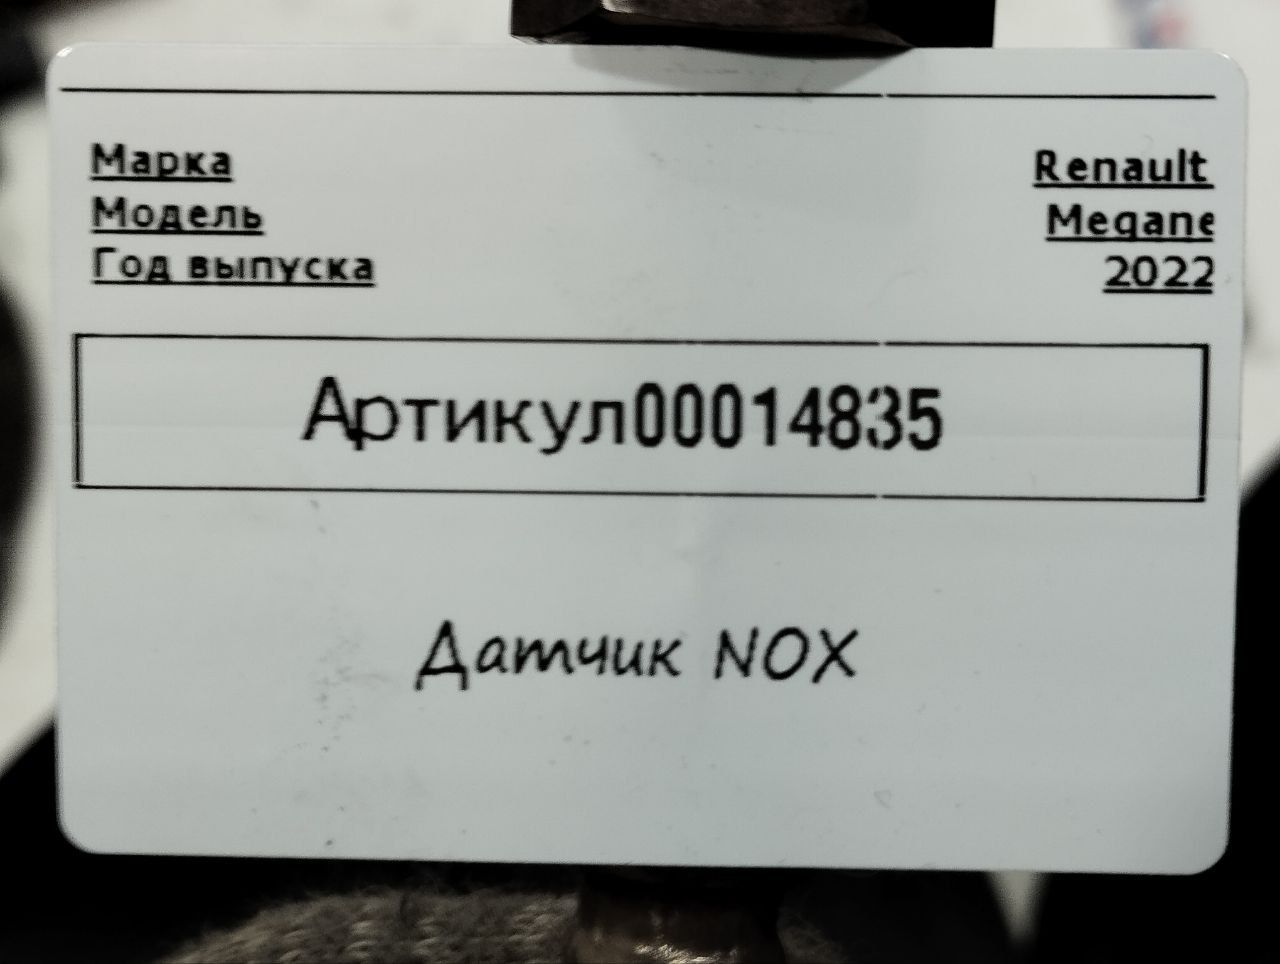 Марка Renault
Модель Megane
Год выпуска 2022
Артикул00014835
Датчик NOX